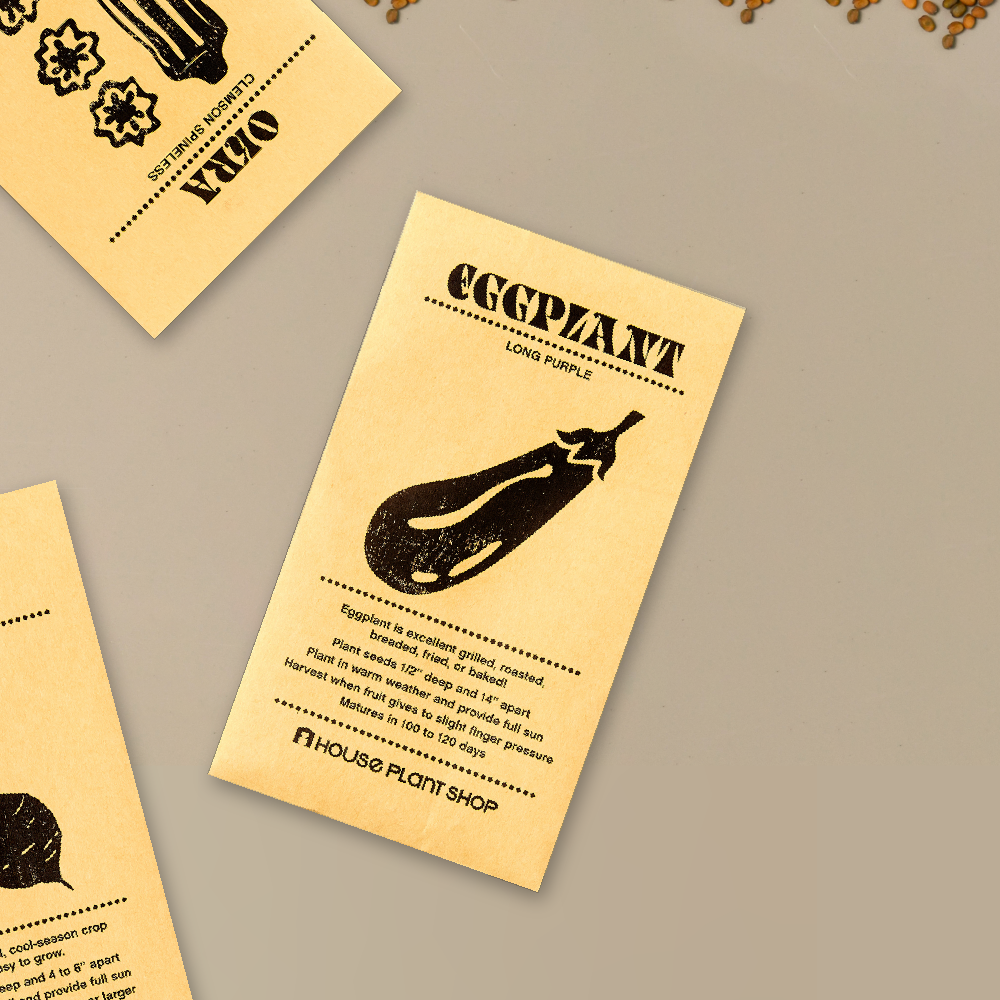 OKRA
CLEMSON SPINELESS
EGGPLANT
LONG PURPLE
Eggplant is excellent grilled, roasted,
breaded, fried, or baked!
Plant seeds 1/2" deep and 14" apart
Plant in warm weather and provide full sun
Harvest when fruit gives to slight finger pressure
Matures in 100 to 120 days
HOUSE PLANT SHOP
cool-season crop
to grow.
and 4 to 6" apart
provide full sun
or larger